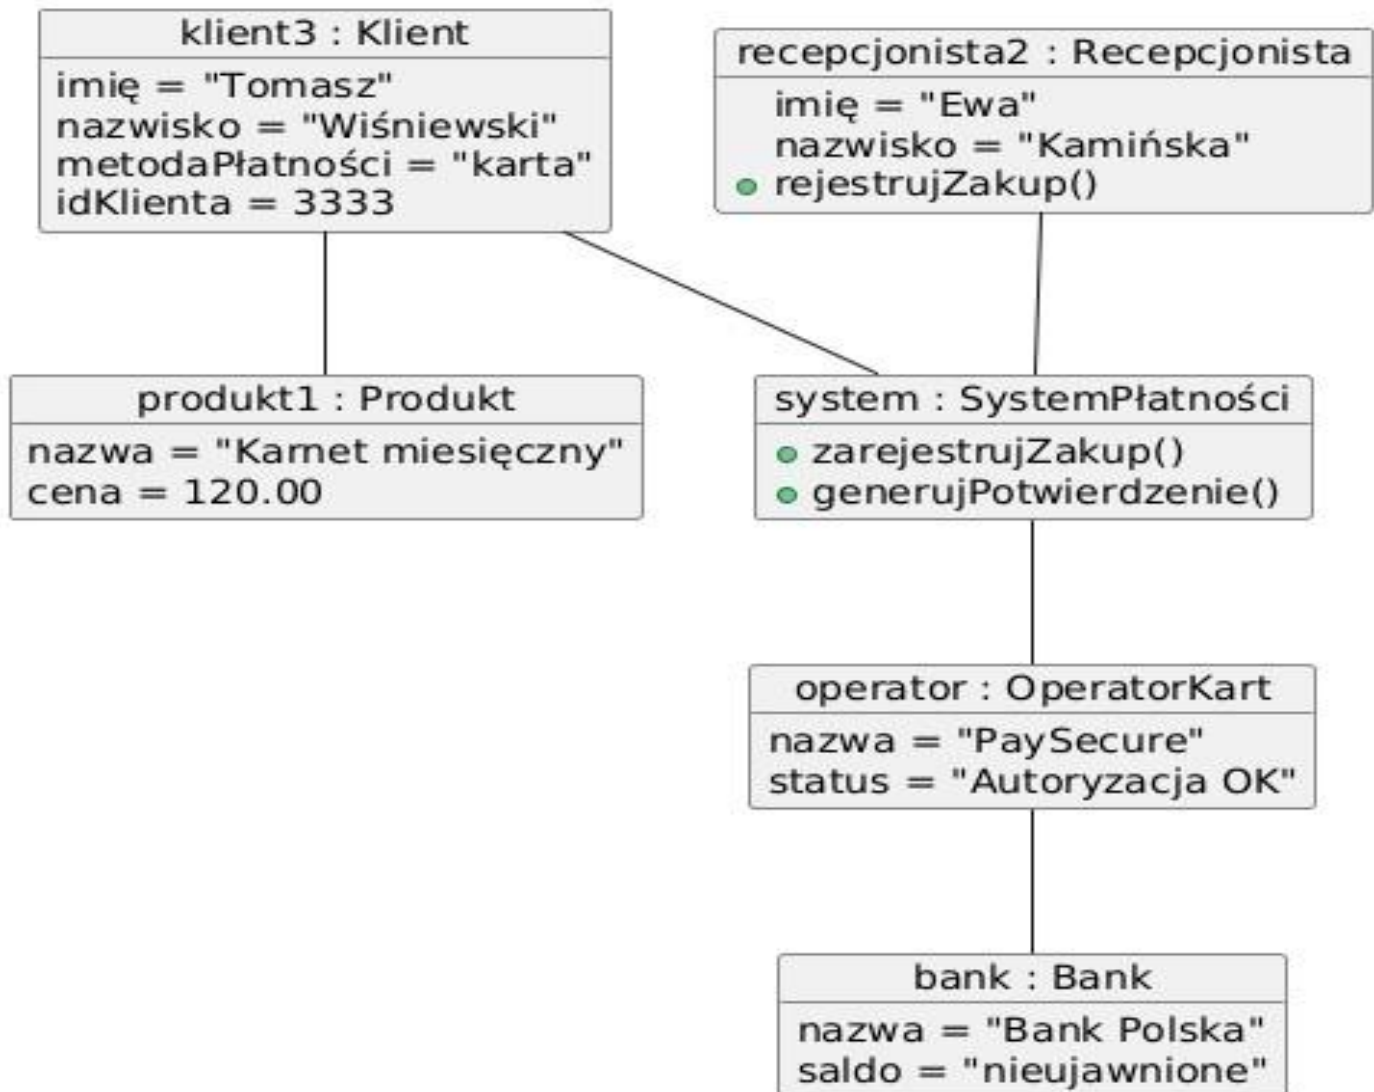 klient3 : Klient
imię = "Tomasz"
nazwisko = "Wiśniewski"
metodaPłatności = "karta"
idKlienta = 3333
recepcjonista2 : Recepcjonista
imię = "Ewa"
nazwisko = "Kamińska"
rejestrujZakup()
produkt1 : Produkt
nazwa = "Karnet miesięczny"
cena = 120.00
system : SystemPłatności
zarejestrujZakup()
generujPotwierdzenie()
operator : OperatorKart
nazwa = "PaySecure"
status = "Autoryzacja OK"
bank : Bank
nazwa = "Bank Polska"
saldo = "nieujawnione"